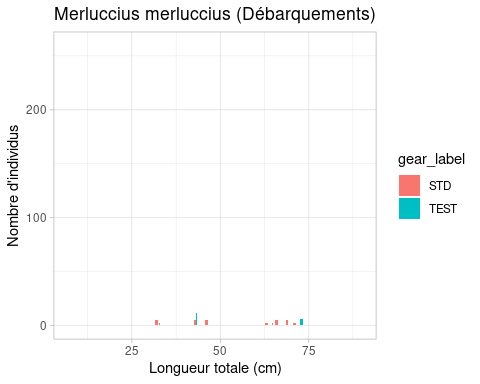 Merluccius merluccius (Débarquements)
200
100
0
Nombre d'individus
25 50 75
Longueur totale (cm)
gear_label
STD
TEST